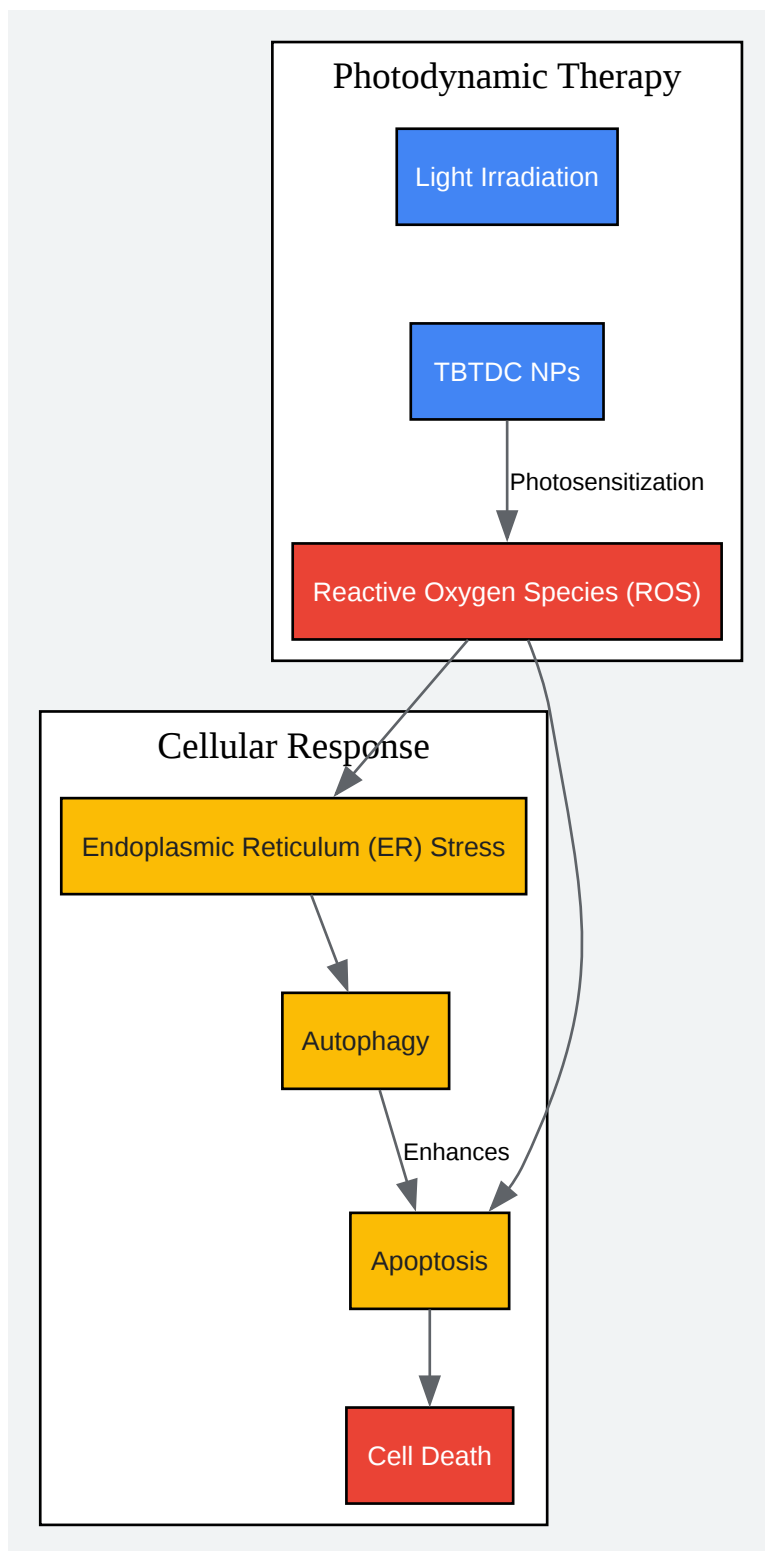 Photodynamic Therapy
Light Irradiation
TBTDC NPs
Photosensitization
Reactive Oxygen Species (ROS)
Cellular Response
Endoplasmic Reticulum (ER) Stress
Autophagy
Enhances
Apoptosis
Cell Death